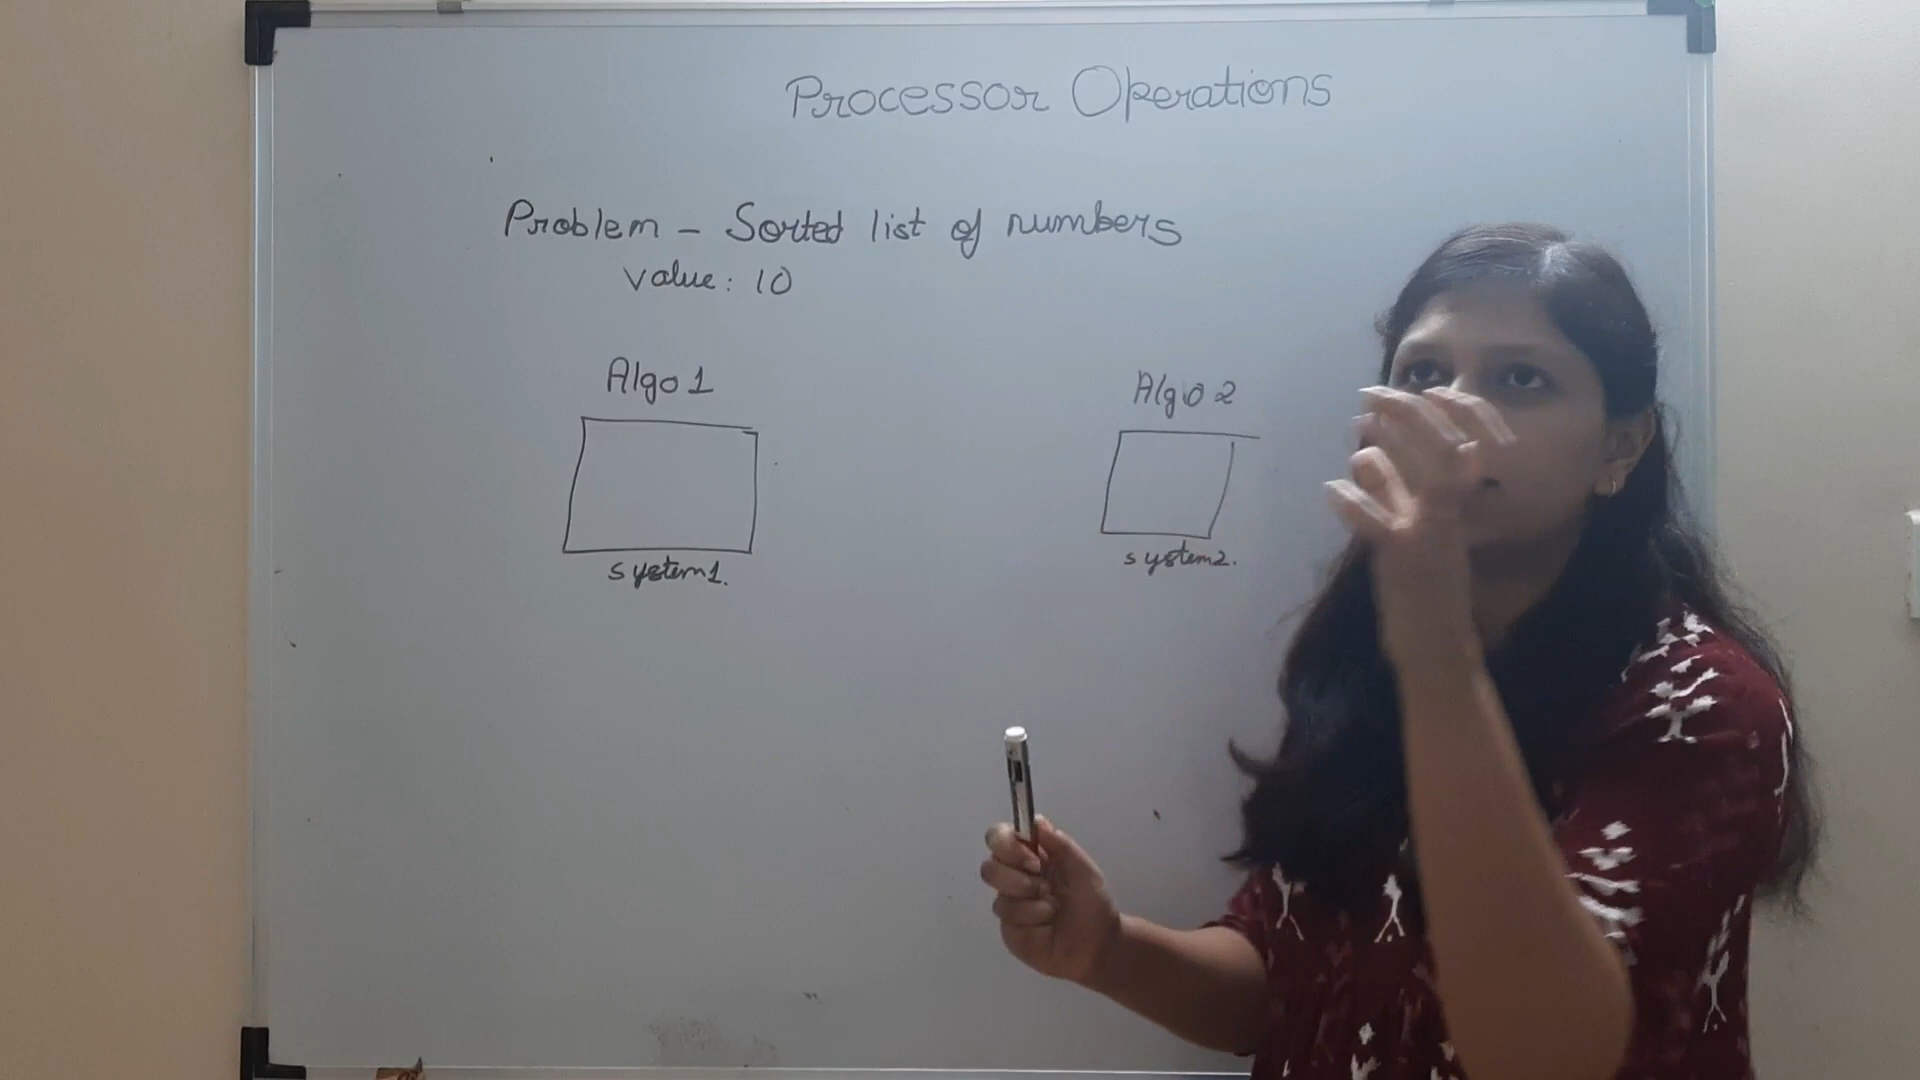 Processor Operations
Problem - Sorted list of numbers
Value: 10
Algo 1
Algo 2
system1.
system2.